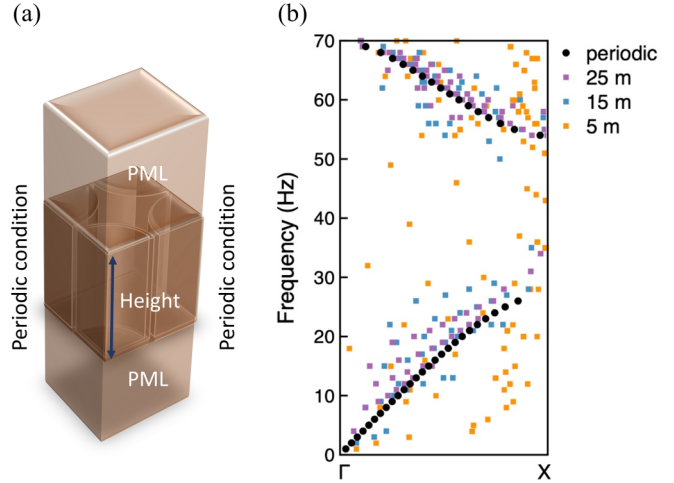 (a)
PML
Periodic condition
Height
Periodic condition
PML
(b)
Frequency (Hz)
70
60
50
40
30
20
10
0
Γ
X
periodic
25 m
15 m
5 m